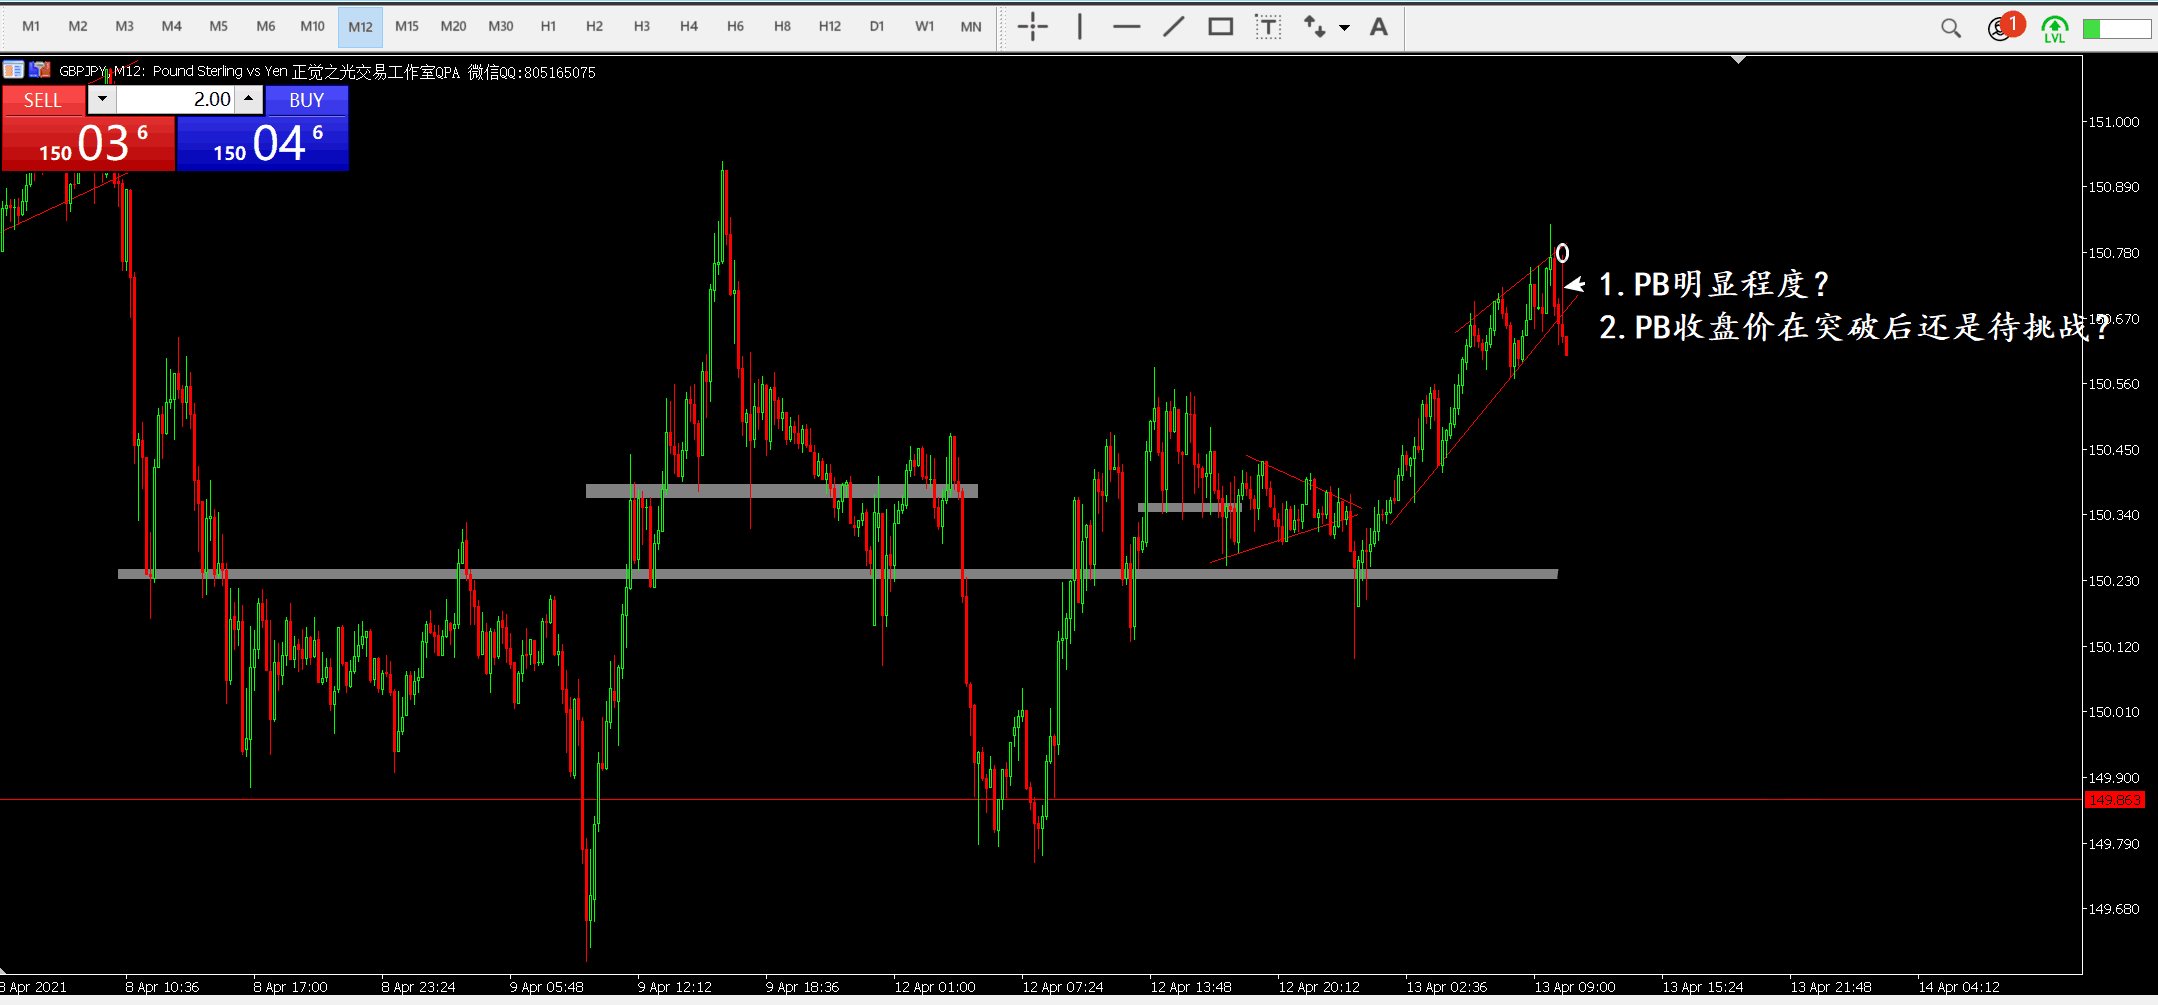 M1 M2 M3 M4 M5 M6 M10 M12 M15 M20 M30 H1 H2 H3 H4 H6 H8 H12 D1 W1 MN T A 1 LVL
GBPJPY, M12: Pound Sterling vs Yen 正觉之光交易工作室QPA 微信QQ:805165075
SELL 2.00 BUY
150 03 6 150 04 6
151.000
150.890
150.780
1.PB明显程度？
150.670
2.PB收盘价在突破后还是待挑战？
150.560
150.450
150.340
150.230
150.120
150.010
149.900
149.863
149.790
149.680
8 Apr 2021 8 Apr 10:36 8 Apr 17:00 8 Apr 23:24 9 Apr 05:48 9 Apr 12:12 9 Apr 18:36 12 Apr 01:00 12 Apr 07:24 12 Apr 13:48 12 Apr 20:12 13 Apr 02:36 13 Apr 09:00 13 Apr 15:24 13 Apr 21:48 14 Apr 04:12